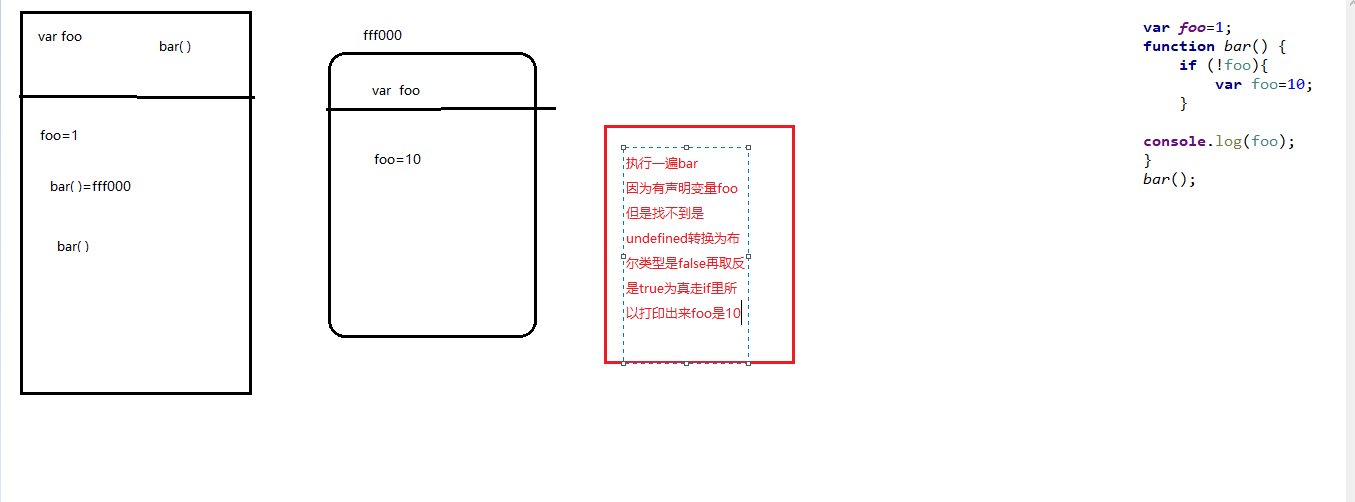 var foo
bar( )
foo=1
bar( )=fff000
bar( )
fff000
var  foo
foo=10
执行一遍bar
因为有声明变量foo
但是找不到是
undefined转换为布
尔类型是false再取反
是true为真走if里所
以打印出来foo是10
var foo=1;
function bar() {
    if (!foo){
        var foo=10;
    }
console.log(foo);
}
bar();